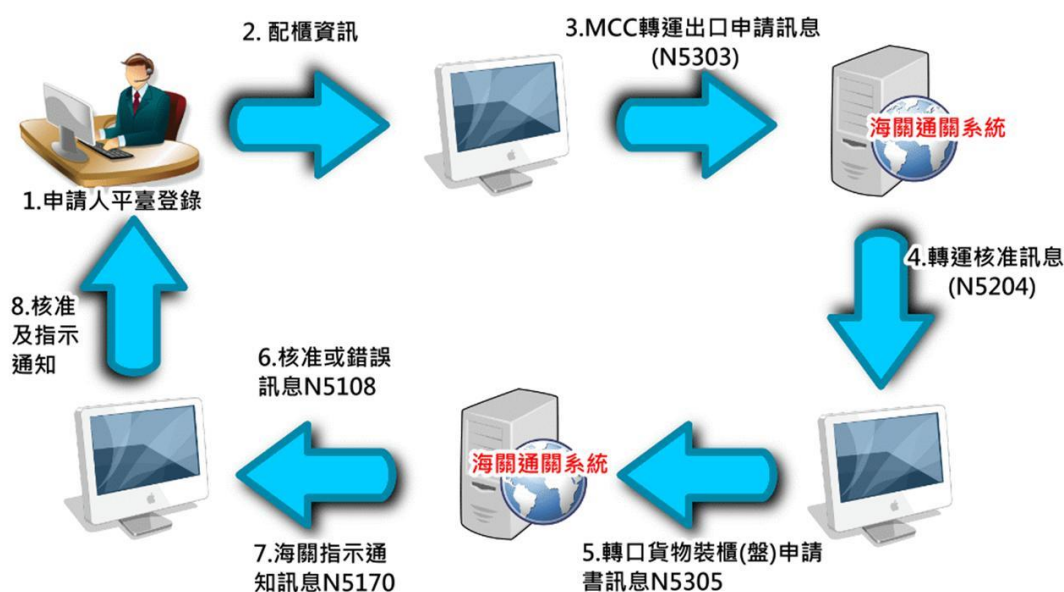 2. 配櫃資訊
3.MCC轉運出口申請訊息
(N5303)
海關通關系統
1.申請人平臺登錄
4.轉運核准訊息
(N5204)
8.核准
及指示
通知
6.核准或錯誤
訊息N5108
海關通關系統
7.海關指示通
知訊息N5170
5.轉口貨物裝櫃(盤)申請
書訊息N5305